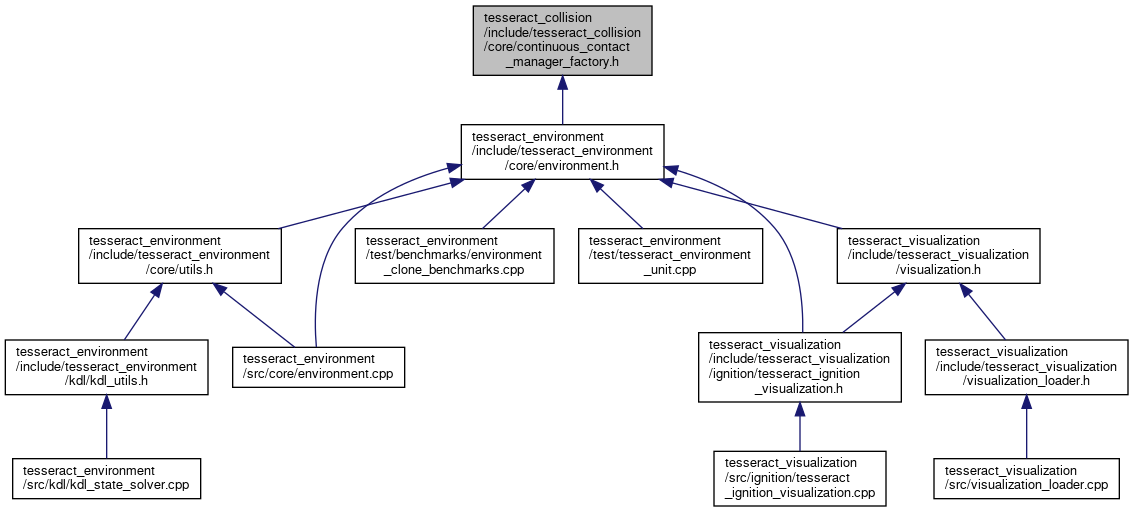 tesseract_collision
/include/tesseract_collision
/core/continuous_contact
_manager_factory.h
tesseract_environment
/include/tesseract_environment
/core/environment.h
tesseract_environment
/include/tesseract_environment
/core/utils.h
tesseract_environment
/test/benchmarks/environment
_clone_benchmarks.cpp
tesseract_environment
/test/tesseract_environment
_unit.cpp
tesseract_visualization
/include/tesseract_visualization
/visualization.h
tesseract_environment
/include/tesseract_environment
/kdl/kdl_utils.h
tesseract_environment
/src/core/environment.cpp
tesseract_visualization
/include/tesseract_visualization
/ignition/tesseract_ignition
_visualization.h
tesseract_visualization
/include/tesseract_visualization
/visualization_loader.h
tesseract_environment
/src/kdl/kdl_state_solver.cpp
tesseract_visualization
/src/ignition/tesseract
_ignition_visualization.cpp
tesseract_visualization
/src/visualization_loader.cpp